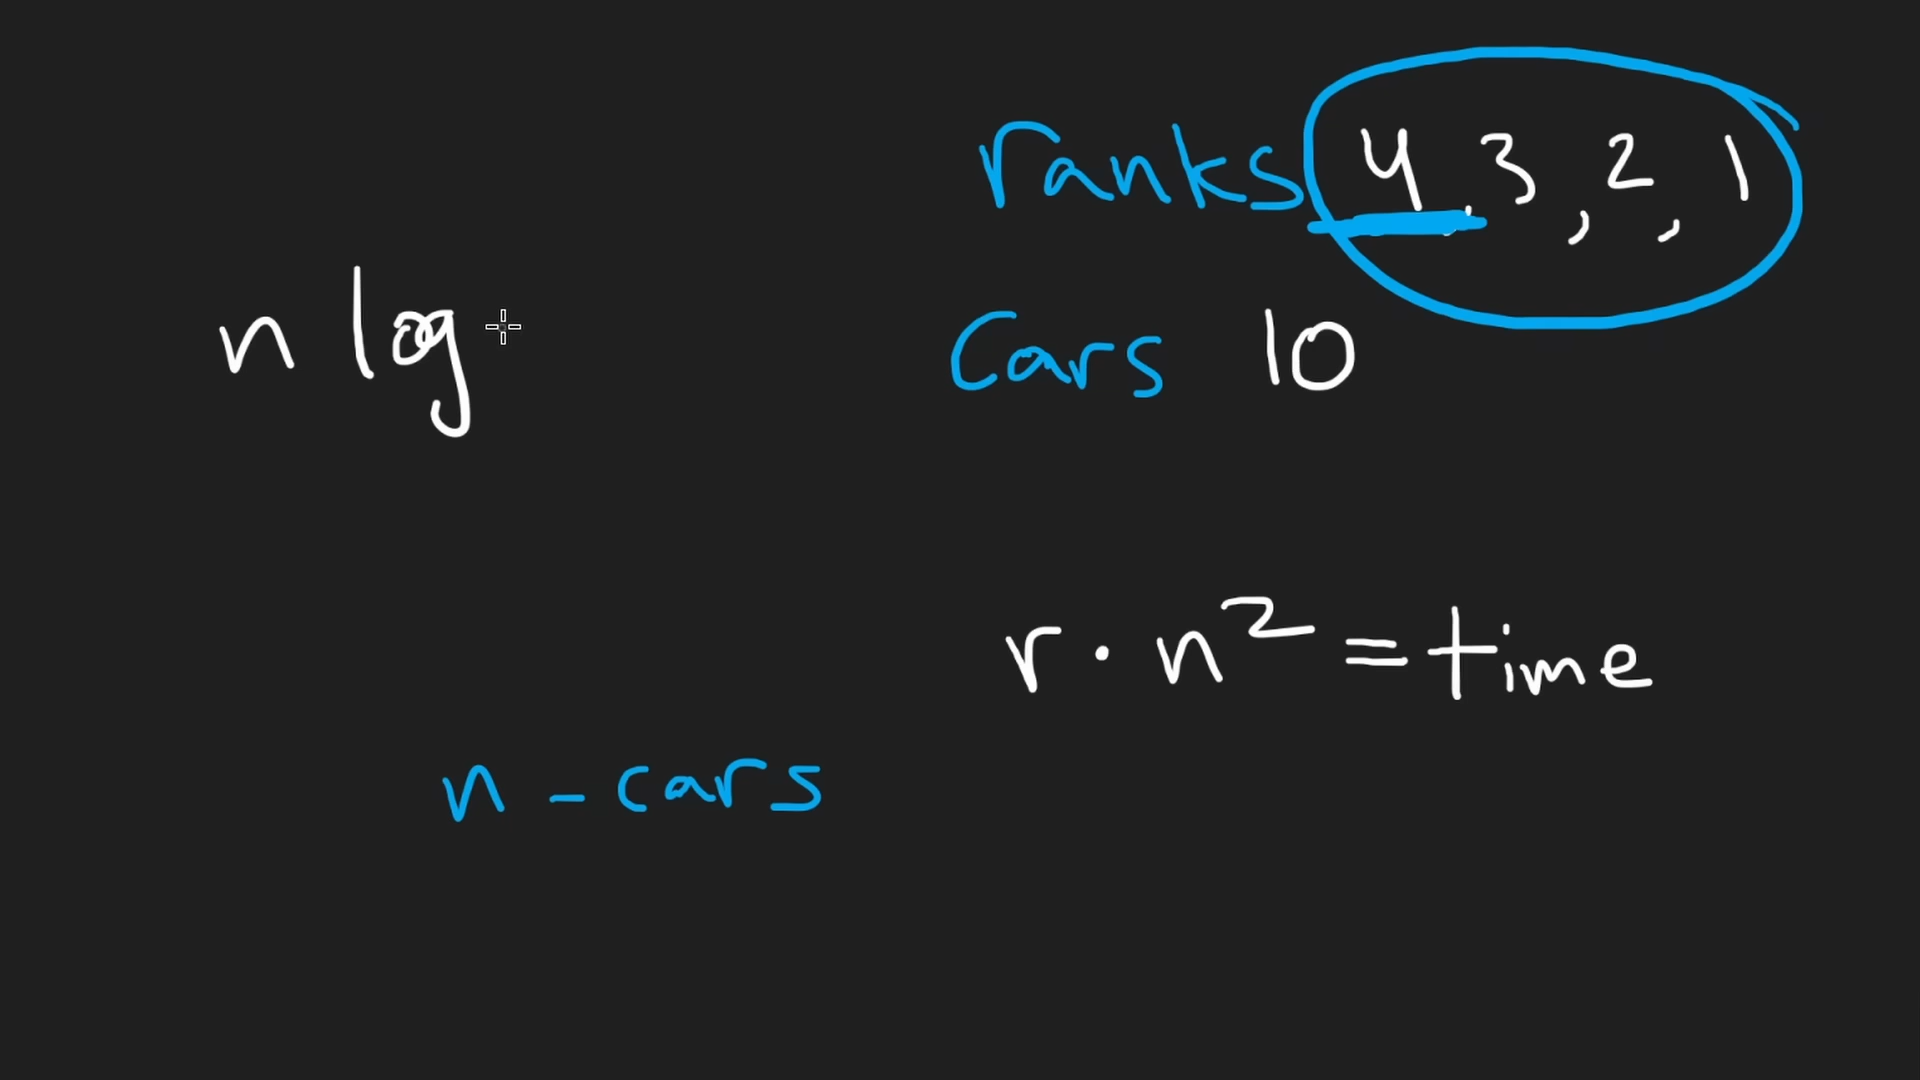 ranks 4, 3, 2, 1
n log
Cars 10
r · n² = time
n - cars